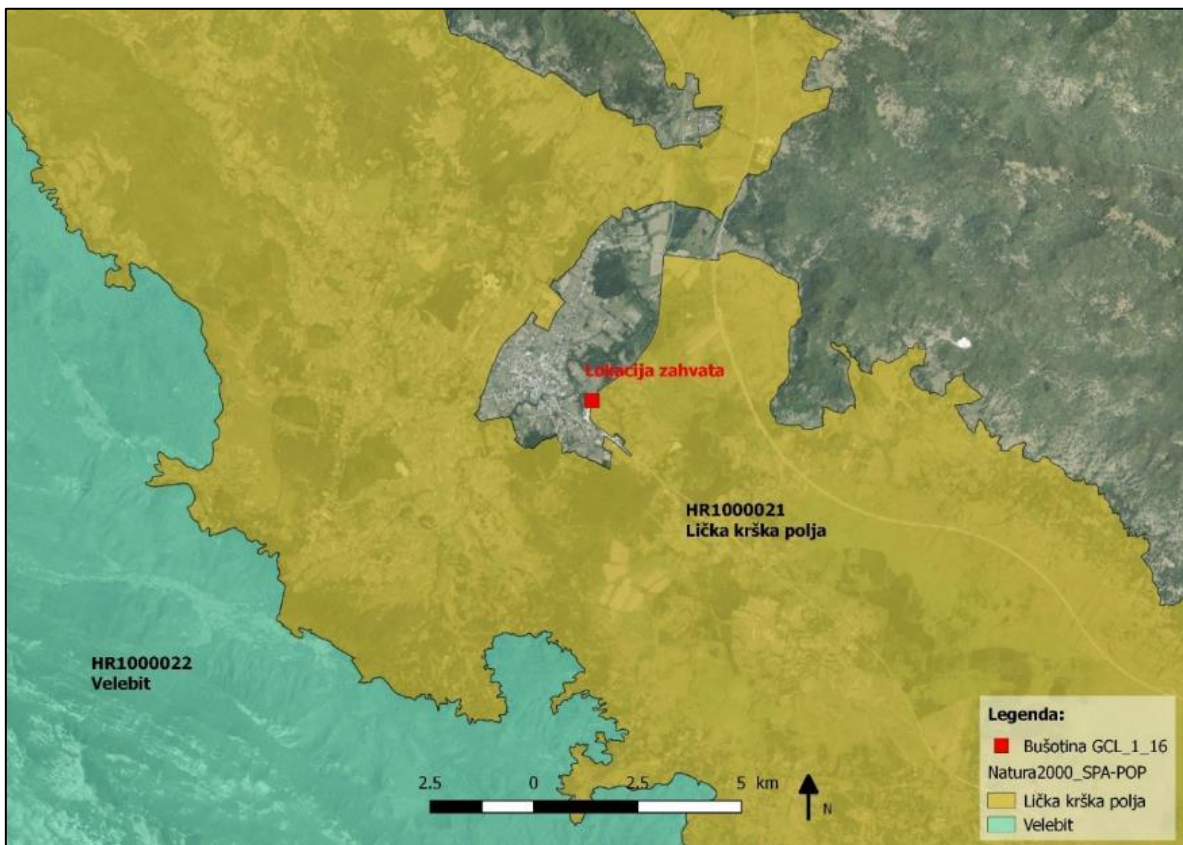 Lokacija zahvata
HR1000021
Lička krška polja
HR1000022
Velebit
2.5 0 2.5 5 km
N
Legenda:
Bušotina GCL_1_16
Natura2000_SPA-POP
Lička krška polja
Velebit